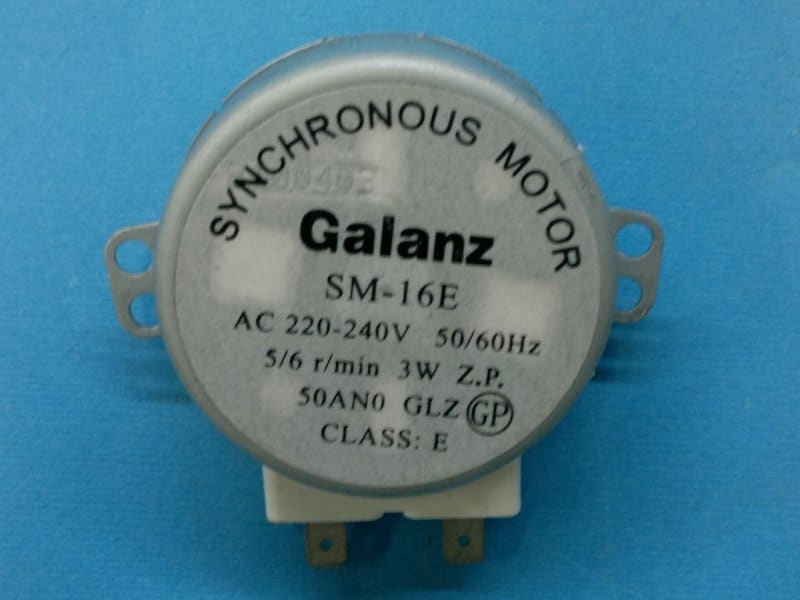 SYNCHRONOUS MOTOR
Galanz
SM-16E
AC 220-240V 50/60Hz
5/6 r/min 3W Z.P.
50AN0 GLZ GP
CLASS: E